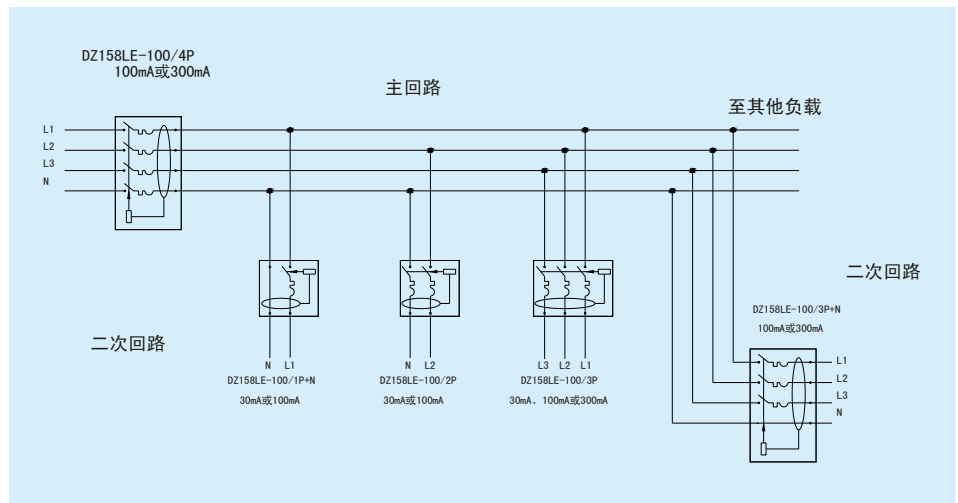 DZ158LE-100/4P
100mA或300mA
主回路
至其他负载
L1
L2
L3
N
二次回路
N L1
DZ158LE-100/1P+N
30mA或100mA
N L2
DZ158LE-100/2P
30mA或100mA
L3 L2 L1
DZ158LE-100/3P
30mA、100mA或300mA
二次回路
DZ158LE-100/3P+N
100mA或300mA
L1
L2
L3
N